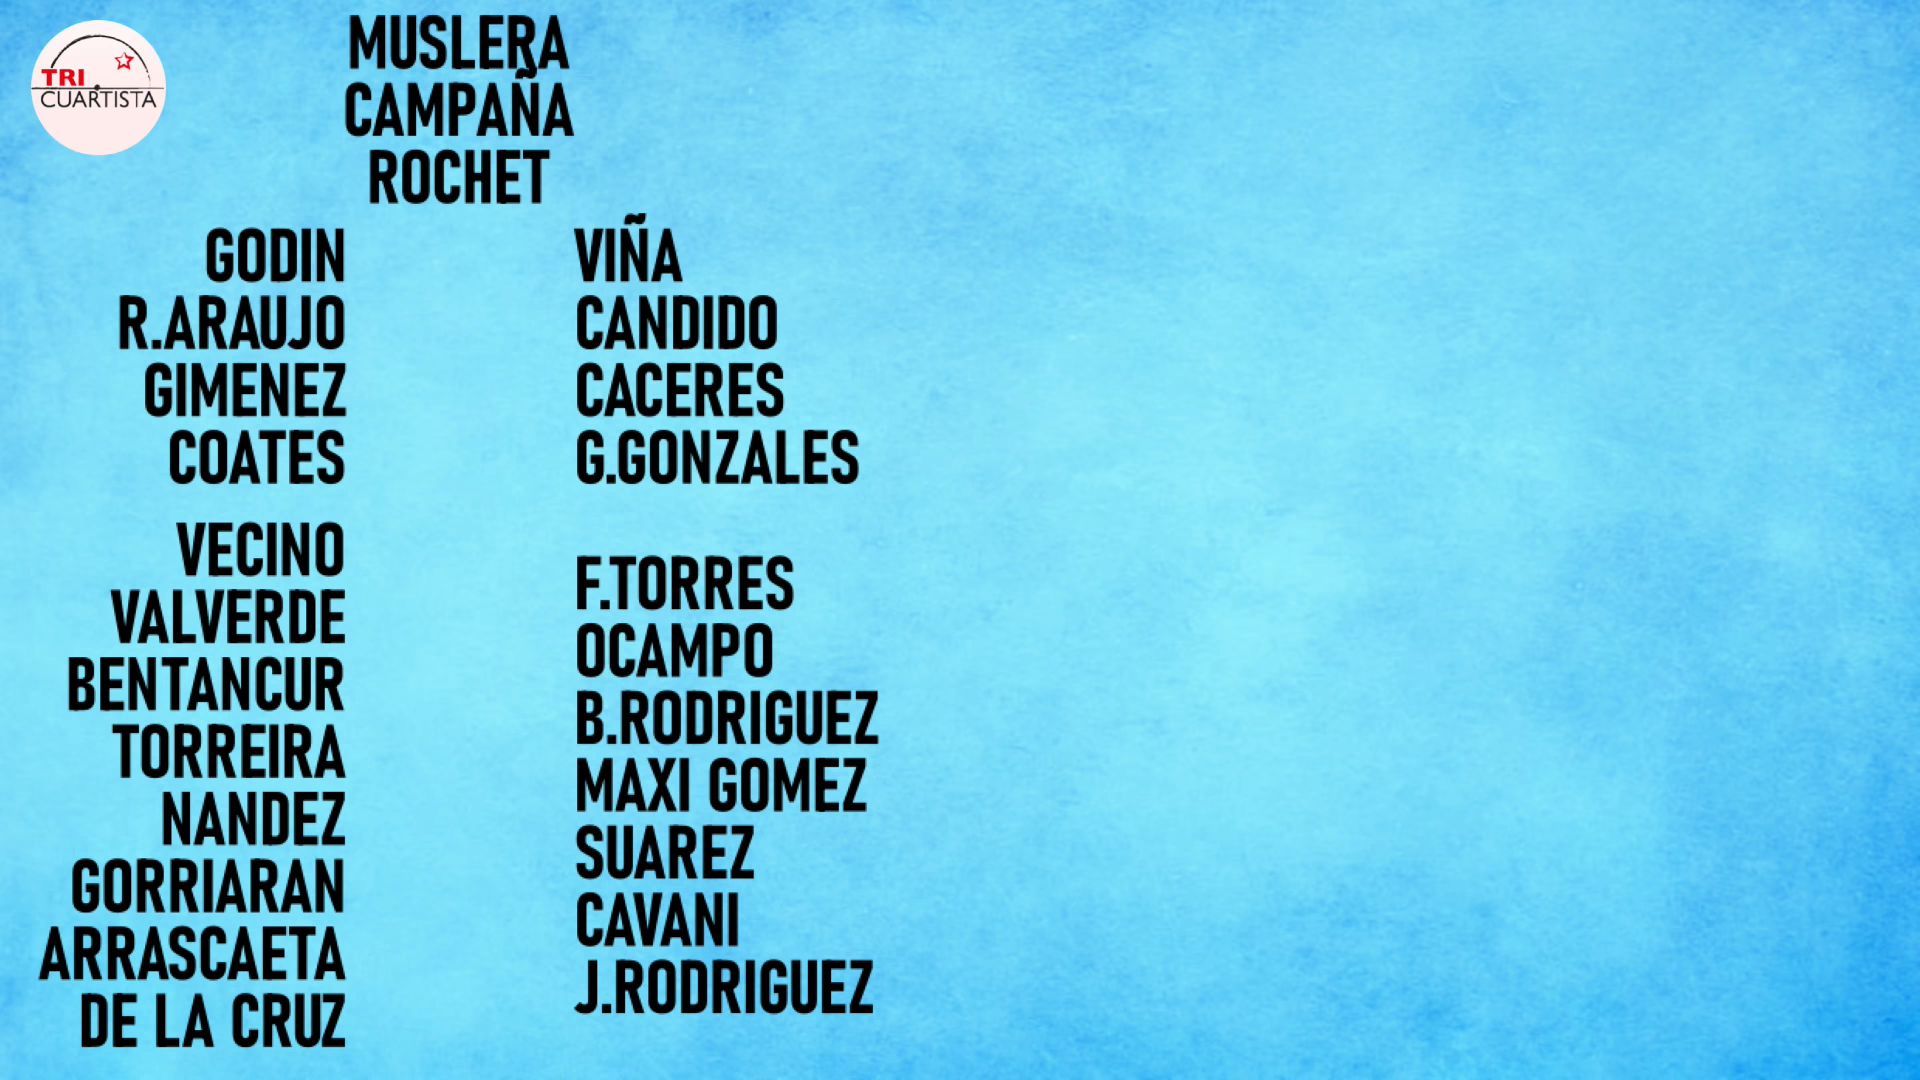 TRI
CUARTISTA
MUSLERA
CAMPAÑA
ROCHET
GODIN
R.ARAUJO
GIMENEZ
COATES
VIÑA
CANDIDO
CACERES
G.GONZALES
VECINO
VALVERDE
BENTANCUR
TORREIRA
NANDEZ
GORRIARAN
ARRASCAETA
DE LA CRUZ
F.TORRES
OCAMPO
B.RODRIGUEZ
MAXI GOMEZ
SUAREZ
CAVANI
J.RODRIGUEZ